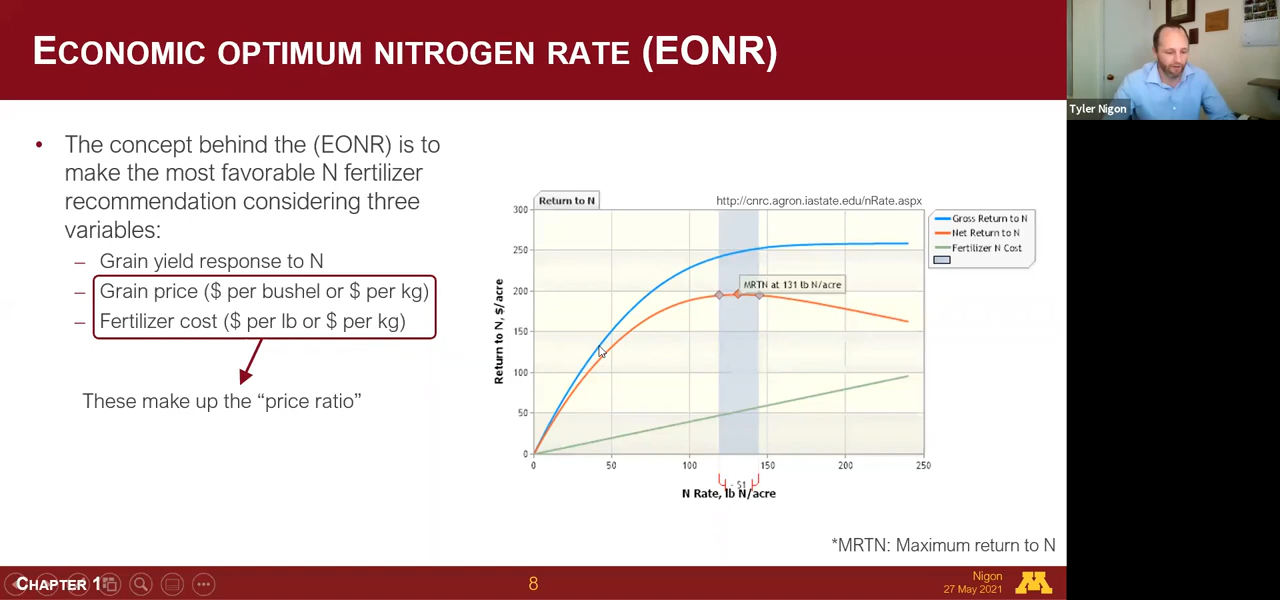 ECONOMIC OPTIMUM NITROGEN RATE (EONR)
Tyler Nigon
• The concept behind the (EONR) is to
make the most favorable N fertilizer
recommendation considering three
variables:
– Grain yield response to N
– Grain price ($ per bushel or $ per kg)
– Fertilizer cost ($ per lb or $ per kg)
These make up the “price ratio”
Return to N
http://cnrc.agron.iastate.edu/nRate.aspx
Gross Return to N
Net Return to N
Fertilizer N Cost
MRTN at 131 lb N/acre
Return to N, $/acre
300
250
200
150
100
50
0
0 50 100 150 200 250
- $1
N Rate, lb N/acre
*MRTN: Maximum return to N
CHAPTER 1
8
Nigon
27 May 2021
M